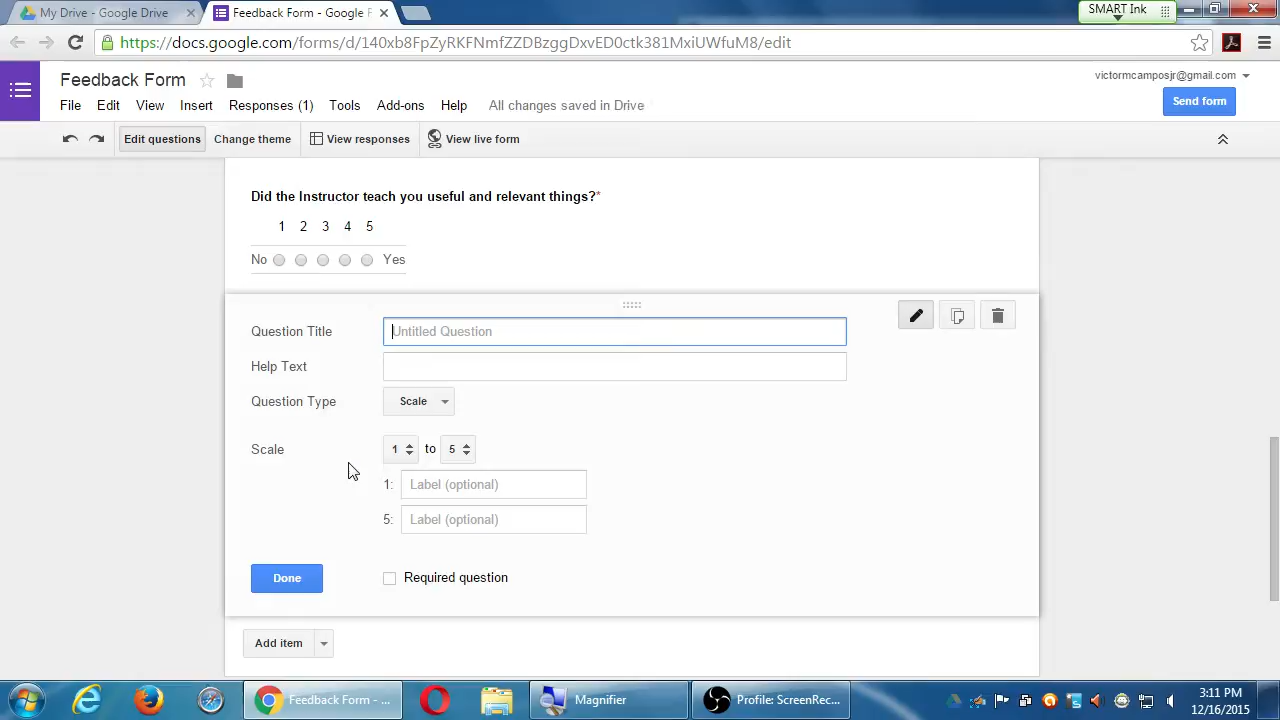 My Drive - Google Drive
Feedback Form - Google F
SMART Ink
https://docs.google.com/forms/d/140xb8FpZyRKFNmfZZDBzggDxvED0ctk381MxiUWfuM8/edit
Feedback Form
victormcamposjr@gmail.com
File Edit View Insert Responses (1) Tools Add-ons Help All changes saved in Drive
Send form
Edit questions Change theme View responses View live form
Did the Instructor teach you useful and relevant things?*
1 2 3 4 5
No Yes
Question Title Untitled Question
Help Text
Question Type Scale
Scale 1 to 5
1: Label (optional)
5: Label (optional)
Done Required question
Add item
Feedback Form - ... Magnifier Profile: ScreenRec...
3:11 PM
12/16/2015